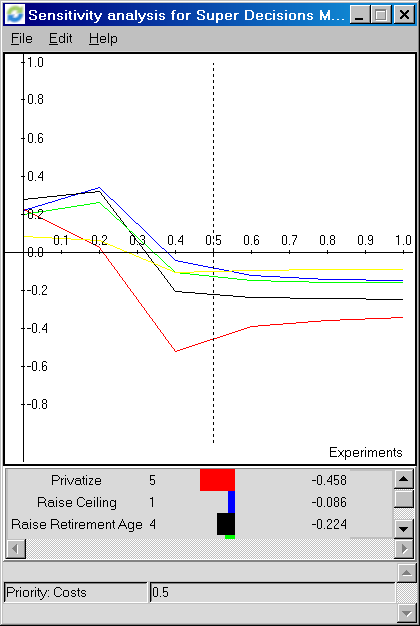 Sensitivity analysis for Super Decisions M...
File Edit Help
1.0
0.8
0.6
0.4
0.2
0.1 0.2 0.3 0.4 0.5 0.6 0.7 0.8 0.9 1.0
0.0
-0.2
-0.4
-0.6
-0.8
Experiments
Privatize 5 -0.458
Raise Ceiling 1 -0.086
Raise Retirement Age 4 -0.224
Priority: Costs 0.5